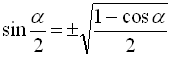 sin α/2 = ±√((1 − cos α)/2)